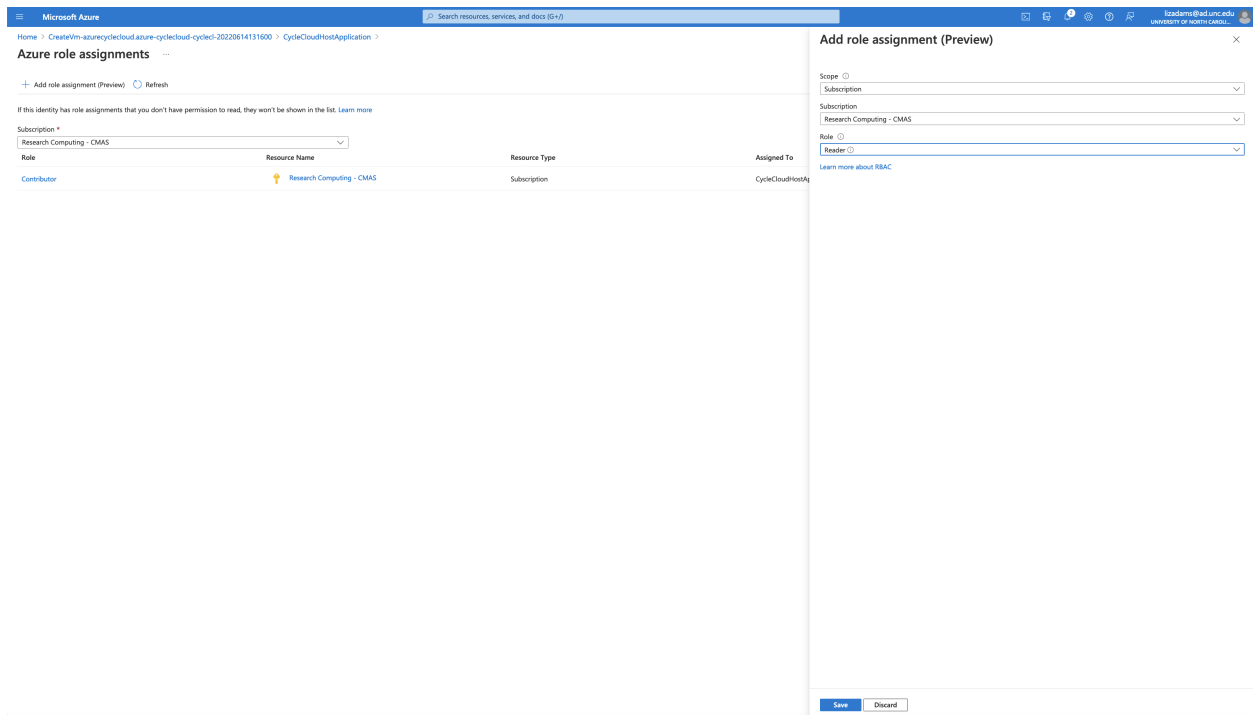 Microsoft Azure
Search resources, services, and docs (G+/)
2
lizadams@ad.unc.edu
UNIVERSITY OF NORTH CAROLI...
Home > CreateVm-azurecyclecloud.azure-cyclecloud-cyclecl-20220614131600 > CycleCloudHostApplication >
Azure role assignments ...
+ Add role assignment (Preview) Refresh
If this identity has role assignments that you don't have permission to read, they won't be shown in the list. Learn more
Subscription *
Research Computing - CMAS
Role Resource Name Resource Type Assigned To
Contributor Research Computing - CMAS Subscription CycleCloudHostAp
Add role assignment (Preview)
Scope
Subscription
Subscription
Research Computing - CMAS
Role
Reader
Learn more about RBAC
Save Discard